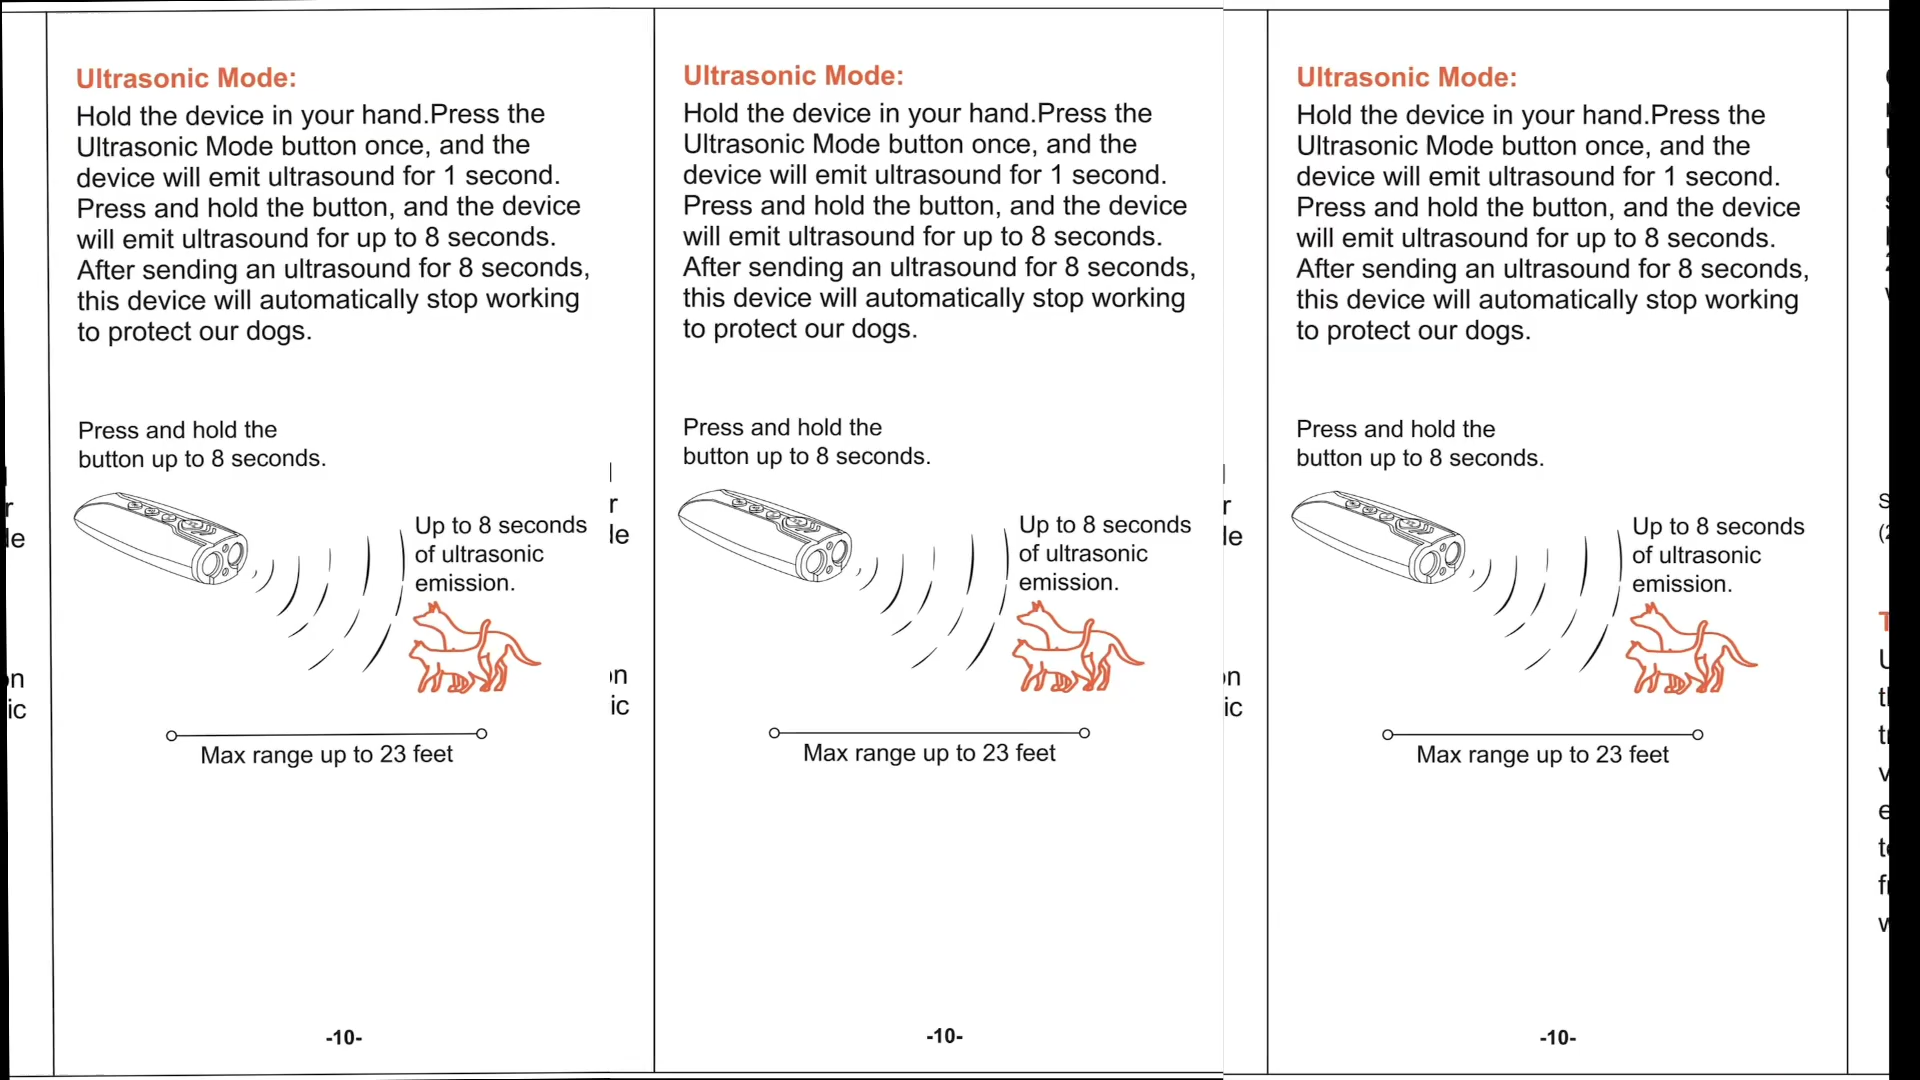 Ultrasonic Mode:
Hold the device in your hand.Press the
Ultrasonic Mode button once, and the
device will emit ultrasound for 1 second.
Press and hold the button, and the device
will emit ultrasound for up to 8 seconds.
After sending an ultrasound for 8 seconds,
this device will automatically stop working
to protect our dogs.
Press and hold the
button up to 8 seconds.
Up to 8 seconds
of ultrasonic
emission.
Max range up to 23 feet
-10-
Ultrasonic Mode:
Hold the device in your hand.Press the
Ultrasonic Mode button once, and the
device will emit ultrasound for 1 second.
Press and hold the button, and the device
will emit ultrasound for up to 8 seconds.
After sending an ultrasound for 8 seconds,
this device will automatically stop working
to protect our dogs.
Press and hold the
button up to 8 seconds.
Up to 8 seconds
of ultrasonic
emission.
Max range up to 23 feet
-10-
Ultrasonic Mode:
Hold the device in your hand.Press the
Ultrasonic Mode button once, and the
device will emit ultrasound for 1 second.
Press and hold the button, and the device
will emit ultrasound for up to 8 seconds.
After sending an ultrasound for 8 seconds,
this device will automatically stop working
to protect our dogs.
Press and hold the
button up to 8 seconds.
Up to 8 seconds
of ultrasonic
emission.
Max range up to 23 feet
-10-